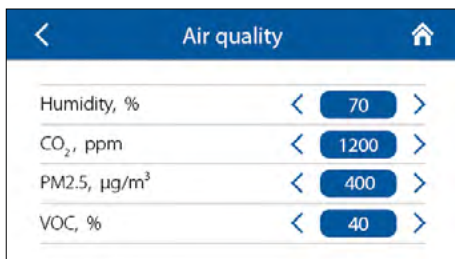 Air quality
Humidity, % 70
CO₂, ppm 1200
PM2.5, µg/m³ 400
VOC, % 40